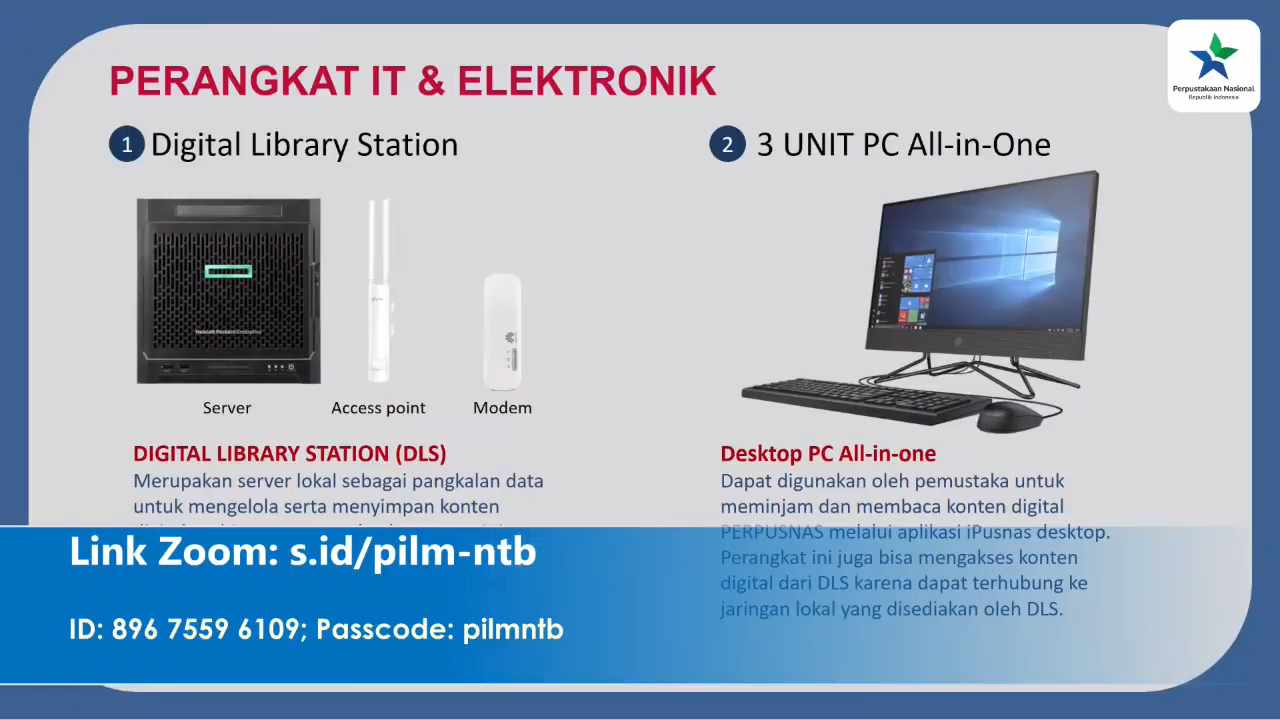 PERANGKAT IT & ELEKTRONIK
Perpustakaan Nasional
Republik Indonesia
1 Digital Library Station
2 3 UNIT PC All-in-One
Hewlett Packard Enterprise
Server
Access point
Modem
DIGITAL LIBRARY STATION (DLS)
Merupakan server lokal sebagai pangkalan data
untuk mengelola serta menyimpan konten
Desktop PC All-in-one
Dapat digunakan oleh pemustaka untuk
meminjam dan membaca konten digital
PERPUSNAS melalui aplikasi iPusnas desktop.
Perangkat ini juga bisa mengakses konten
digital dari DLS karena dapat terhubung ke
jaringan lokal yang disediakan oleh DLS.
Link Zoom: s.id/pilm-ntb
ID: 896 7559 6109; Passcode: pilmntb